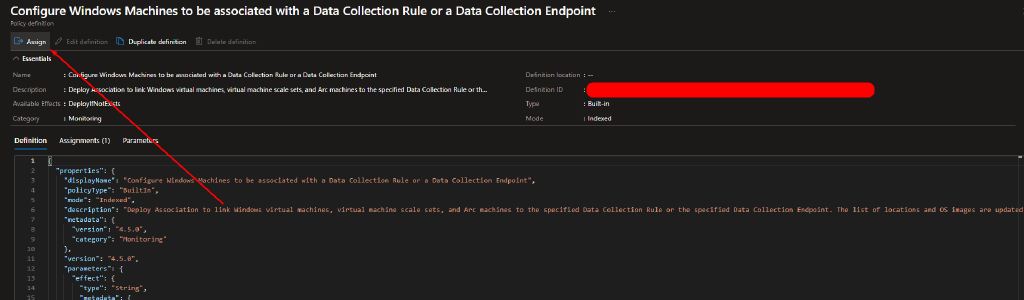 Configure Windows Machines to be associated with a Data Collection Rule or a Data Collection Endpoint ...
Policy definition
Assign Edit definition Duplicate definition Delete definition
Essentials
Name : Configure Windows Machines to be associated with a Data Collection Rule or a Data Collection Endpoint
Definition location : --
Description : Deploy Association to link Windows virtual machines, virtual machine scale sets, and Arc machines to the specified Data Collection Rule or th...
Definition ID :
Available Effects : DeployIfNotExists
Type : Built-in
Category : Monitoring
Mode : Indexed
Definition Assignments (1) Parameters
1 {
2 "properties": {
3 "displayName": "Configure Windows Machines to be associated with a Data Collection Rule or a Data Collection Endpoint",
4 "policyType": "BuiltIn",
5 "mode": "Indexed",
6 "description": "Deploy Association to link Windows virtual machines, virtual machine scale sets, and Arc machines to the specified Data Collection Rule or the specified Data Collection Endpoint. The list of locations and OS images are updated
7 "metadata": {
8 "version": "4.5.0",
9 "category": "Monitoring"
10 },
11 "version": "4.5.0",
12 "parameters": {
13 "effect": {
14 "type": "String",
15 "metadata": {